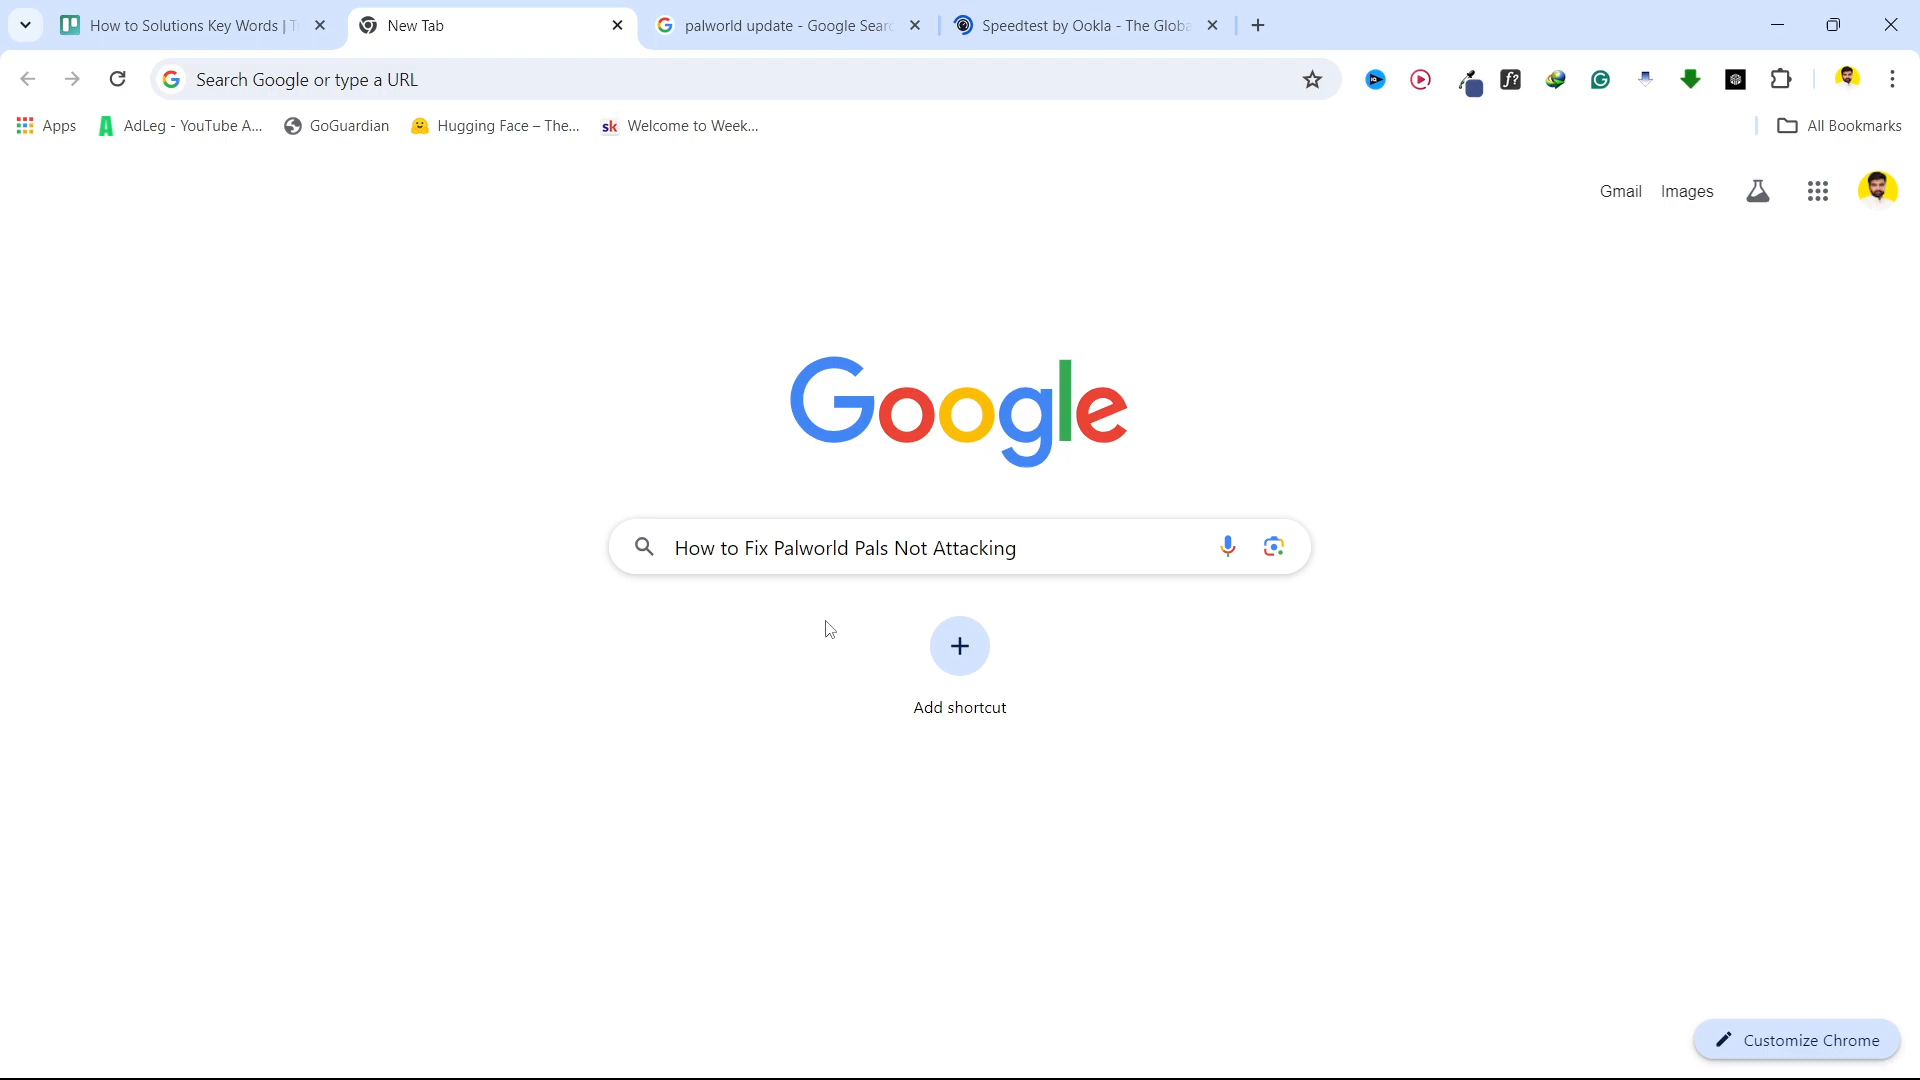 How to Solutions Key Words | T
New Tab
palworld update - Google Sear
Speedtest by Ookla - The Globa
Search Google or type a URL
Apps
AdLeg - YouTube A...
GoGuardian
Hugging Face – The...
sk Welcome to Week...
All Bookmarks
Gmail
Images
Google
How to Fix Palworld Pals Not Attacking
Add shortcut
Customize Chrome